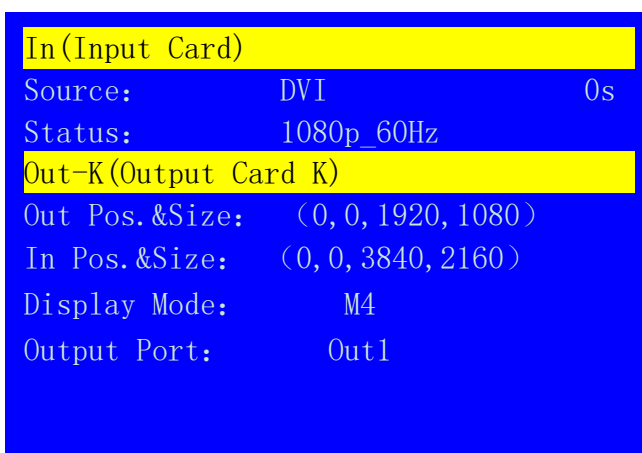 In(Input Card)
Source： DVI 0s
Status： 1080p_60Hz
Out-K(Output Card K)
Out Pos.&Size： （0,0,1920,1080）
In Pos.&Size： （0,0,3840,2160）
Display Mode： M4
Output Port： Out1